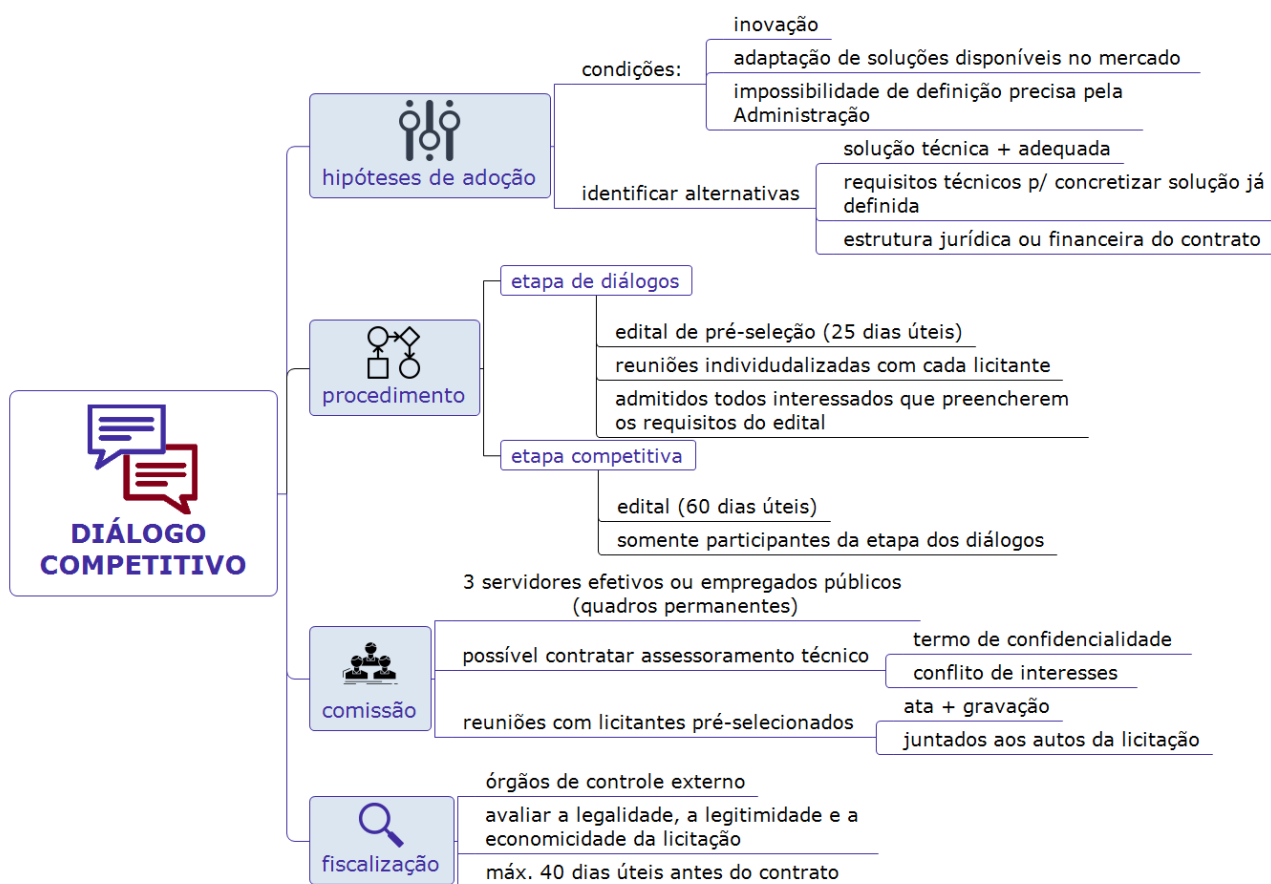 DIÁLOGO
COMPETITIVO
hipóteses de adoção
condições:
inovação
adaptação de soluções disponíveis no mercado
impossibilidade de definição precisa pela
Administração
identificar alternativas
solução técnica + adequada
requisitos técnicos p/ concretizar solução já
definida
estrutura jurídica ou financeira do contrato
procedimento
etapa de diálogos
edital de pré-seleção (25 dias úteis)
reuniões individudalizadas com cada licitante
admitidos todos interessados que preencherem
os requisitos do edital
etapa competitiva
edital (60 dias úteis)
somente participantes da etapa dos diálogos
comissão
3 servidores efetivos ou empregados públicos
(quadros permanentes)
possível contratar assessoramento técnico
termo de confidencialidade
conflito de interesses
reuniões com licitantes pré-selecionados
ata + gravação
juntados aos autos da licitação
fiscalização
órgãos de controle externo
avaliar a legalidade, a legitimidade e a
economicidade da licitação
máx. 40 dias úteis antes do contrato